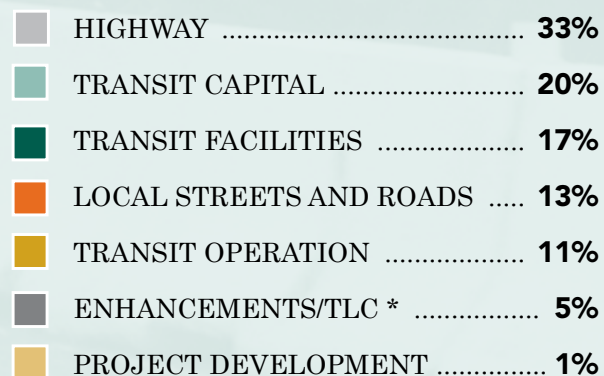 HIGHWAY ..................................... 33%
TRANSIT CAPITAL ....................... 20%
TRANSIT FACILITIES .................. 17%
LOCAL STREETS AND ROADS ..... 13%
TRANSIT OPERATION ................. 11%
ENHANCEMENTS/TLC * ............... 5%
PROJECT DEVELOPMENT .............. 1%